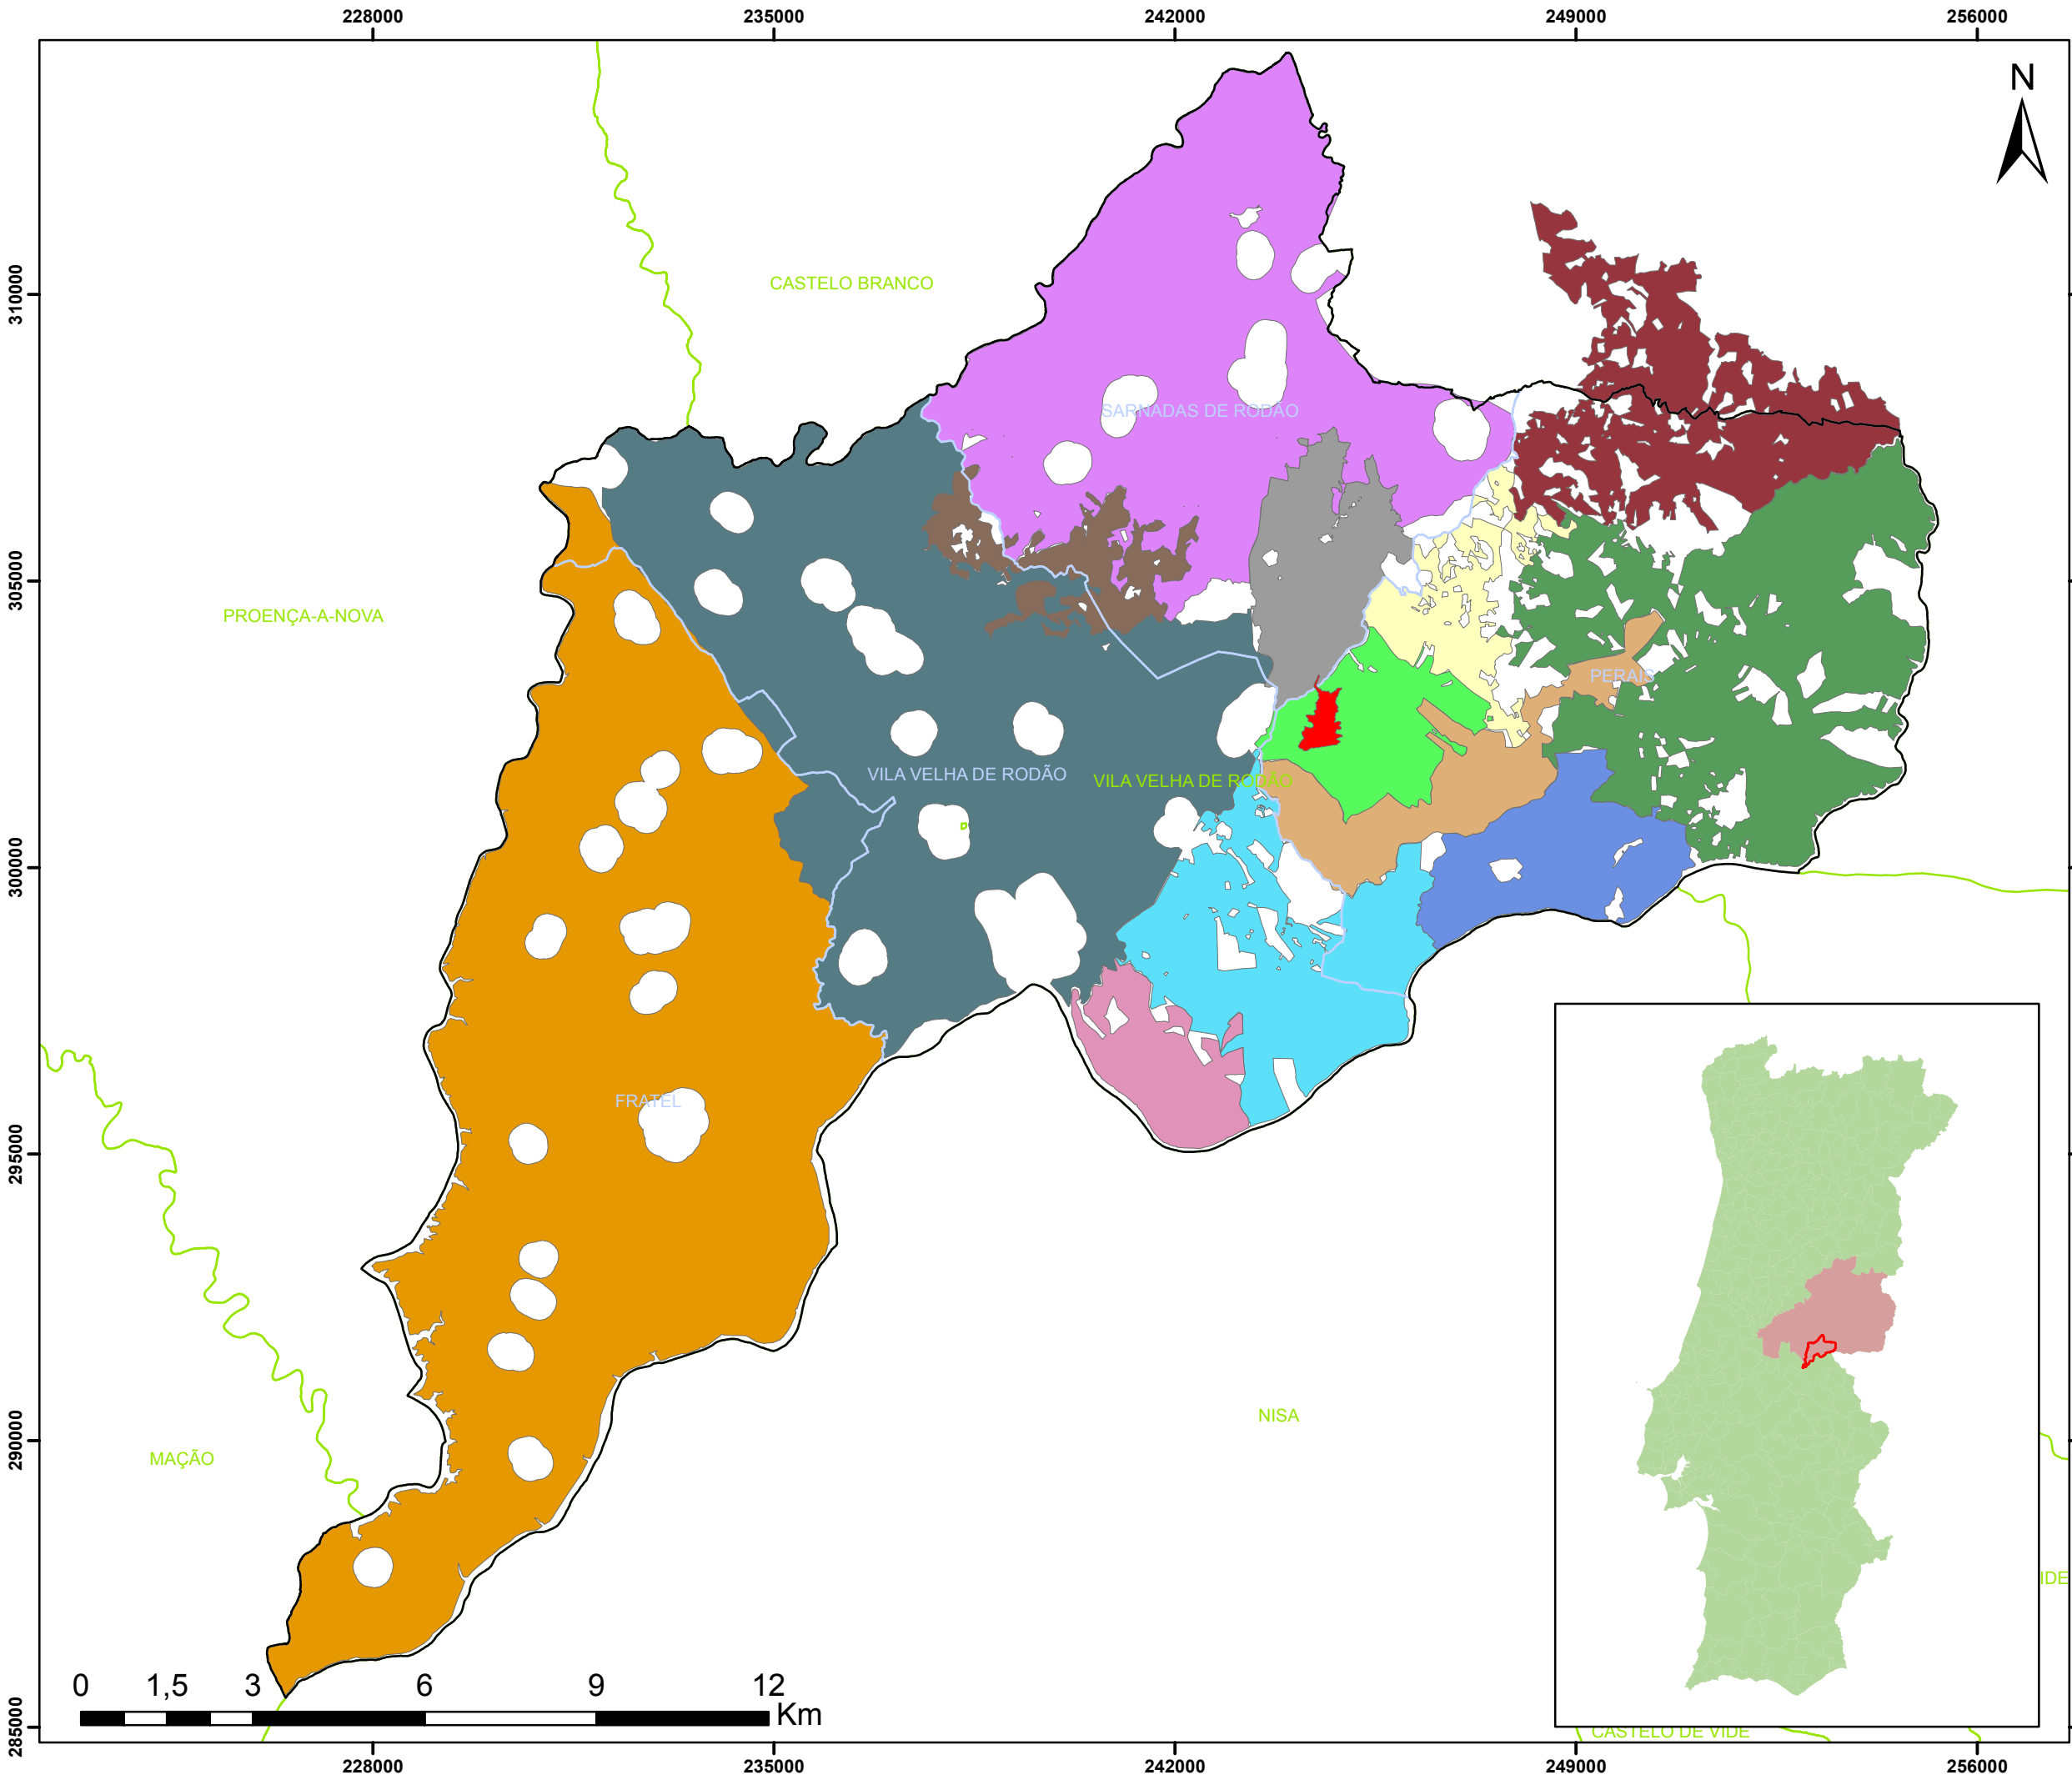 228000 235000 242000 249000 256000
N
310000
CASTELO BRANCO
SARNADAS DE RODÃO
305000
PROENÇA-A-NOVA
PERAIS
VILA VELHA DE RODÃO
VILA VELHA DE RODÃO
300000
FRATEL
295000
NISA
290000
MAÇÃO
IDE
0 1,5 3 6 9 12
Km
285000
CASTELO DE VIDE
228000 235000 242000 249000 256000